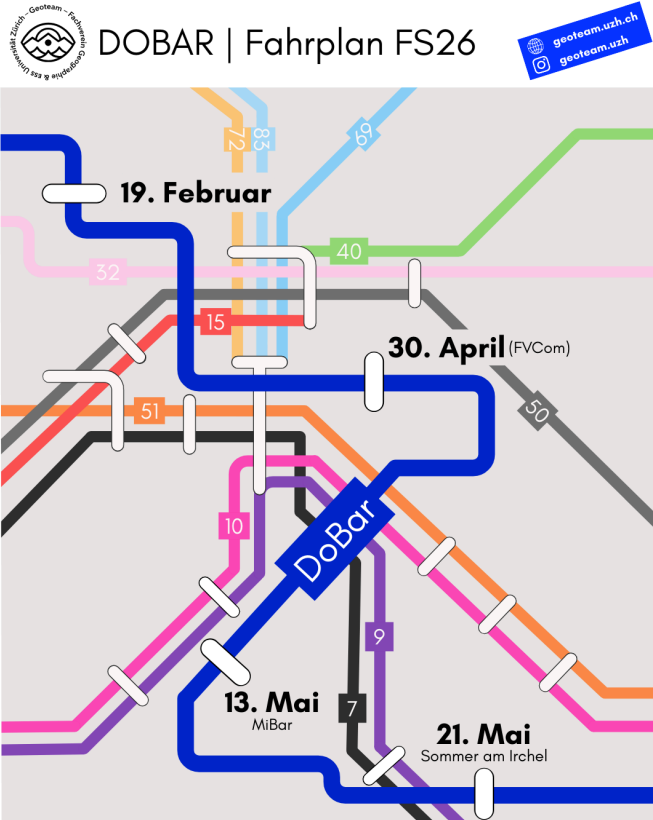 Universität Zürich – Geoteam – Fachverein Geographie & ESS
DOBAR | Fahrplan FS26
geoteam.uzh.ch
geoteam.uzh
72
83
69
19. Februar
40
32
15
30. April (FVCom)
51
50
10
DoBar
9
13. Mai
MiBar
7
21. Mai
Sommer am Irchel